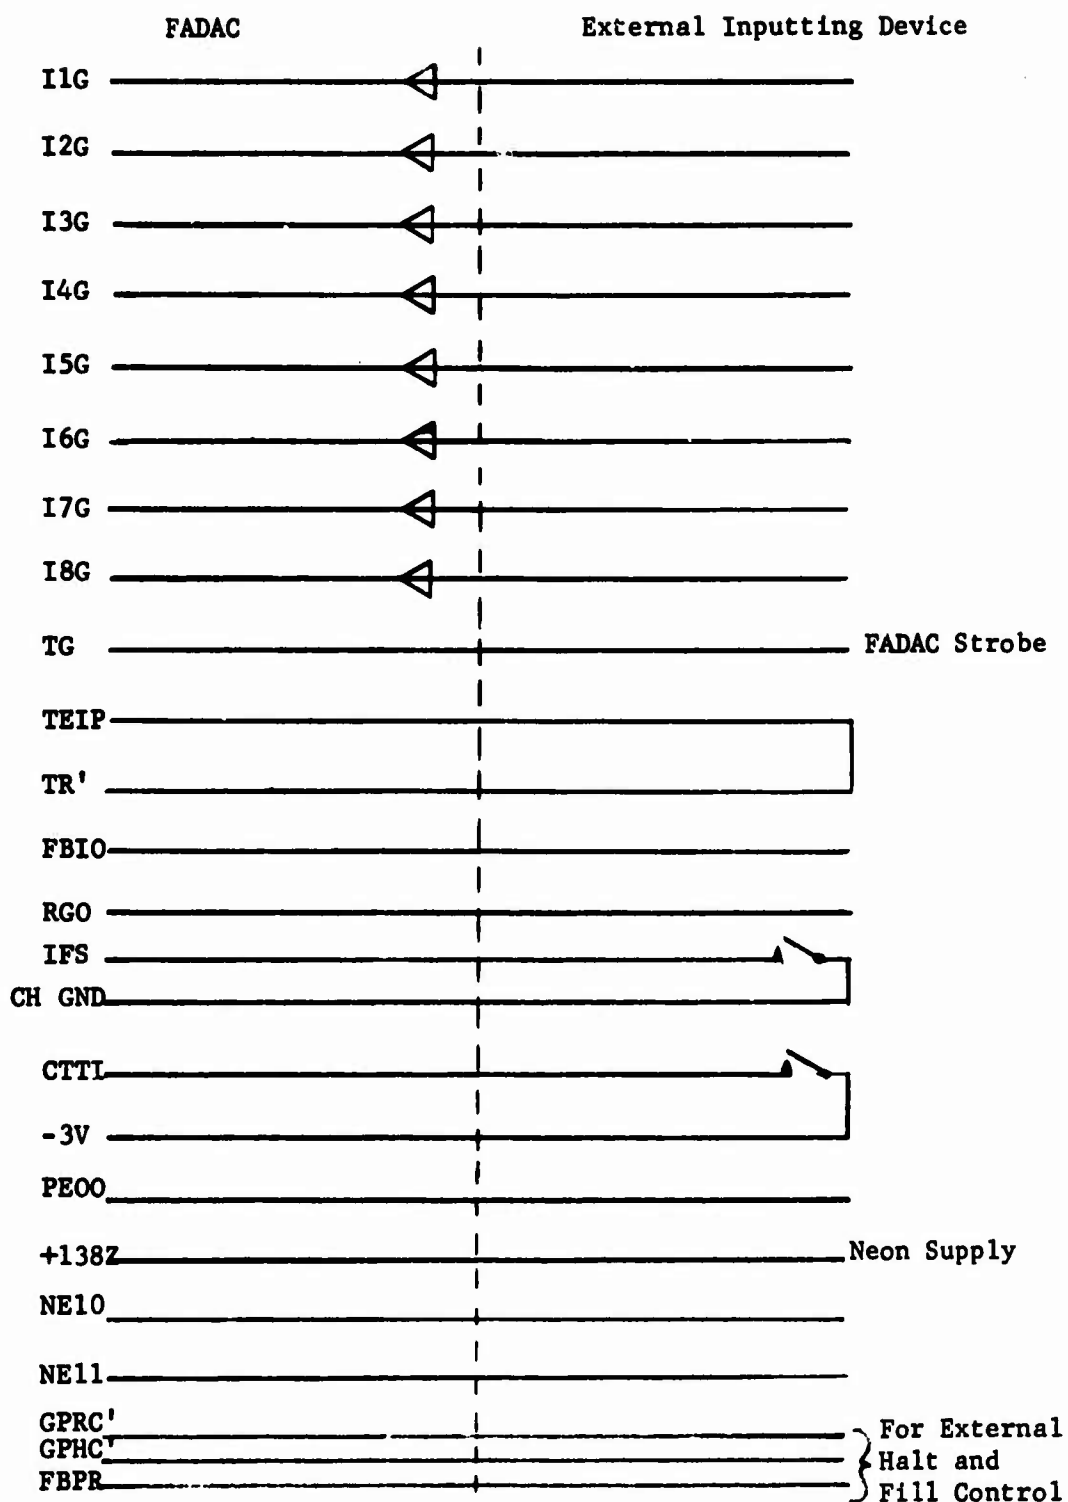 FADAC External Inputting Device
I1G
I2G
I3G
I4G
I5G
I6G
I7G
I8G
TG FADAC Strobe
TEIP
TR'
FBIO
RGO
IFS
CH GND
CTTI
-3V
PEOO
+138Z Neon Supply
NE10
NE11
GPRC' For External
GPHC' Halt and
FBPR Fill Control